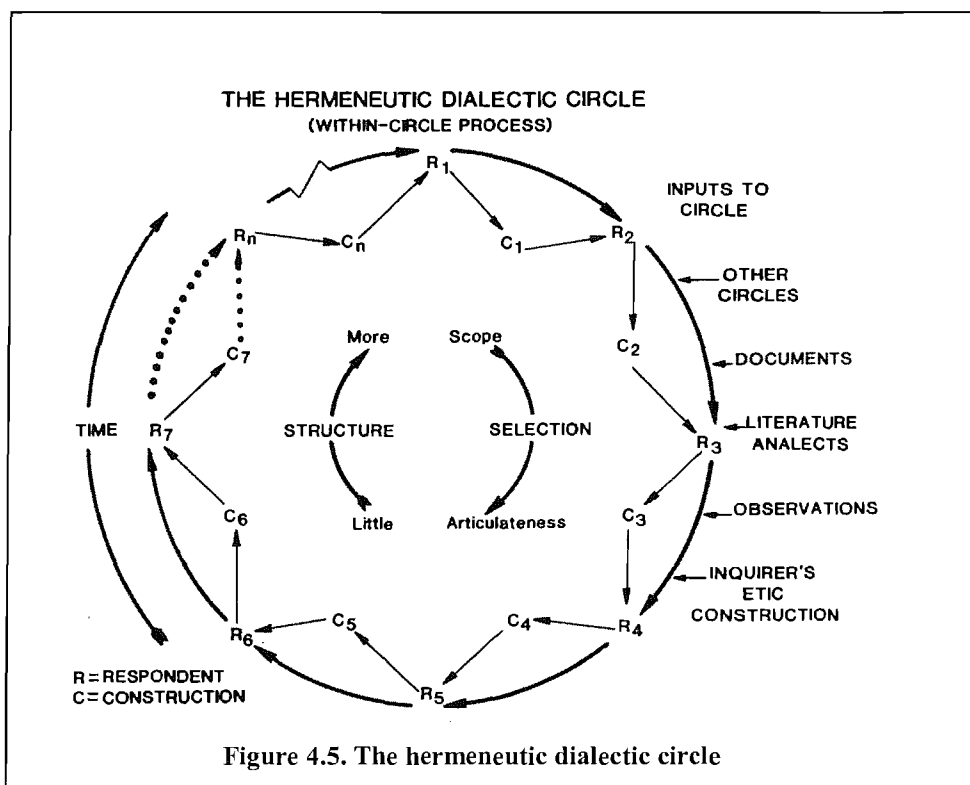 THE HERMENEUTIC DIALECTIC CIRCLE
(WITHIN-CIRCLE PROCESS)
R1
INPUTS TO
CIRCLE
Rn
Cn
C1
R2
OTHER
CIRCLES
More
Scope
C7
C2
DOCUMENTS
TIME
R7
STRUCTURE
SELECTION
R3
LITERATURE
ANALECTS
C6
Little
Articulateness
C3
OBSERVATIONS
INQUIRER'S
ETIC
CONSTRUCTION
R6
C5
C4
R4
R5
R=RESPONDENT
C=CONSTRUCTION
Figure 4.5. The hermeneutic dialectic circle